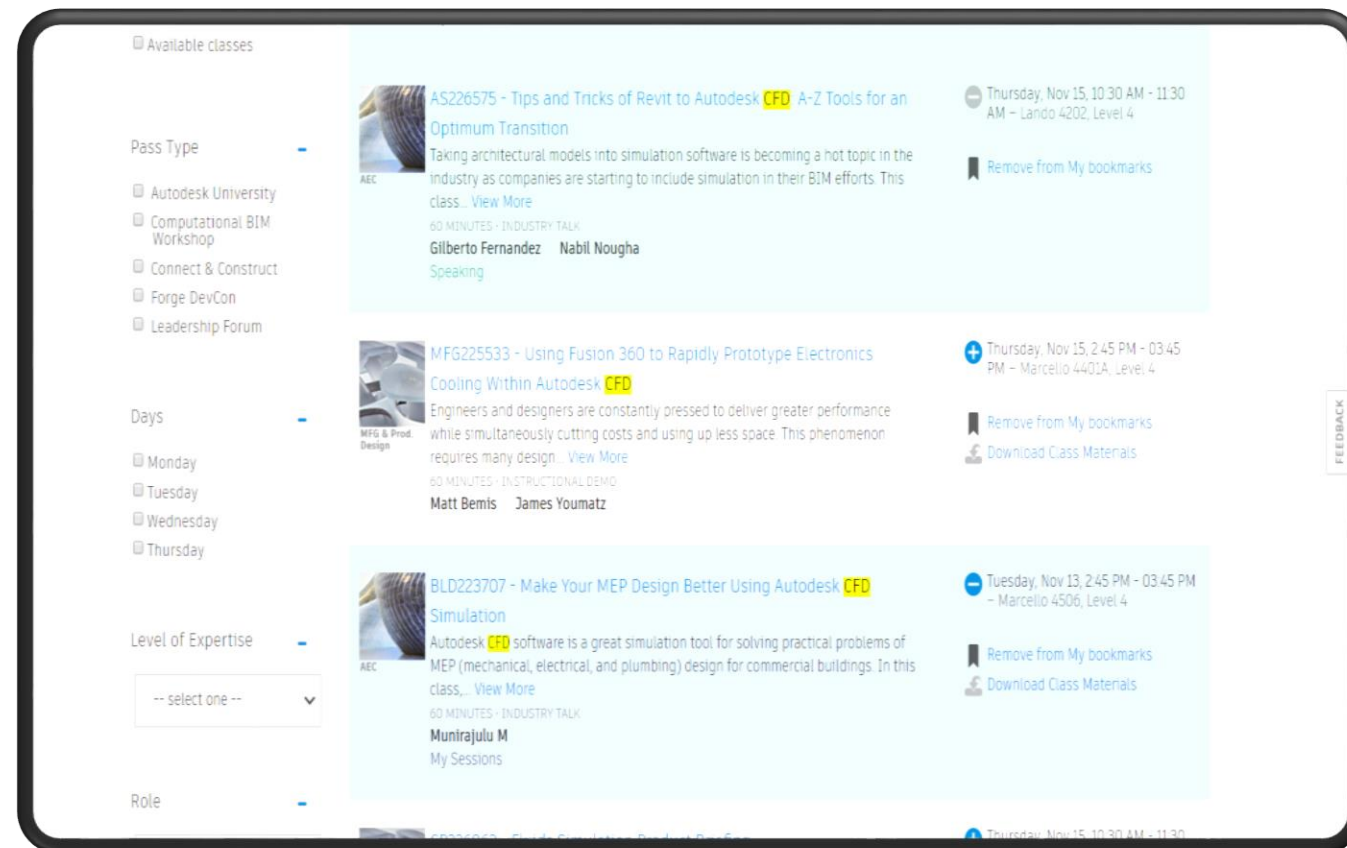 Available classes
Pass Type
Autodesk University
Computational BIM
Workshop
Connect & Construct
Forge DevCon
Leadership Forum
Days
Monday
Tuesday
Wednesday
Thursday
Level of Expertise
-- select one --
Role
AEC
AS226575 - Tips and Tricks of Revit to Autodesk CFD: A-Z Tools for an
Optimum Transition
Taking architectural models into simulation software is becoming a hot topic in the
industry as companies are starting to include simulation in their BIM efforts. This
class... View More
60 MINUTES - INDUSTRY TALK
Gilberto Fernandez Nabil Nougha
Speaking
Thursday, Nov 15, 10:30 AM - 11:30
AM – Lando 4202, Level 4
Remove from My bookmarks
MFG & Prod.
Design
MFG225533 - Using Fusion 360 to Rapidly Prototype Electronics
Cooling Within Autodesk CFD
Engineers and designers are constantly pressed to deliver greater performance
while simultaneously cutting costs and using up less space. This phenomenon
requires many design... View More
60 MINUTES - INSTRUCTIONAL DEMO
Matt Bemis James Youmatz
Thursday, Nov 15, 2:45 PM - 03:45
PM – Marcello 4401A, Level 4
Remove from My bookmarks
Download Class Materials
AEC
BLD223707 - Make Your MEP Design Better Using Autodesk CFD
Simulation
Autodesk CFD software is a great simulation tool for solving practical problems of
MEP (mechanical, electrical, and plumbing) design for commercial buildings. In this
class,... View More
60 MINUTES - INDUSTRY TALK
Munirajulu M
My Sessions
Tuesday, Nov 13, 2:45 PM - 03:45 PM
– Marcello 4506, Level 4
Remove from My bookmarks
Download Class Materials
Simulation Product Briefing
Thursday, Nov 15, 10:30 AM - 11:30
FEEDBACK